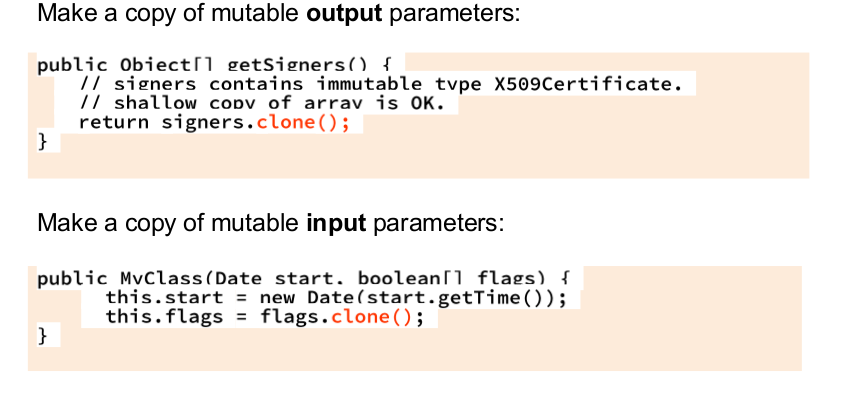 Make a copy of mutable output parameters:
public Object[] getSigners() {
// signers contains immutable type X509Certificate.
// shallow copy of array is OK.
return signers.clone();
}
Make a copy of mutable input parameters:
public MyClass(Date start, boolean[] flags) {
this.start = new Date(start.getTime());
this.flags = flags.clone();
}